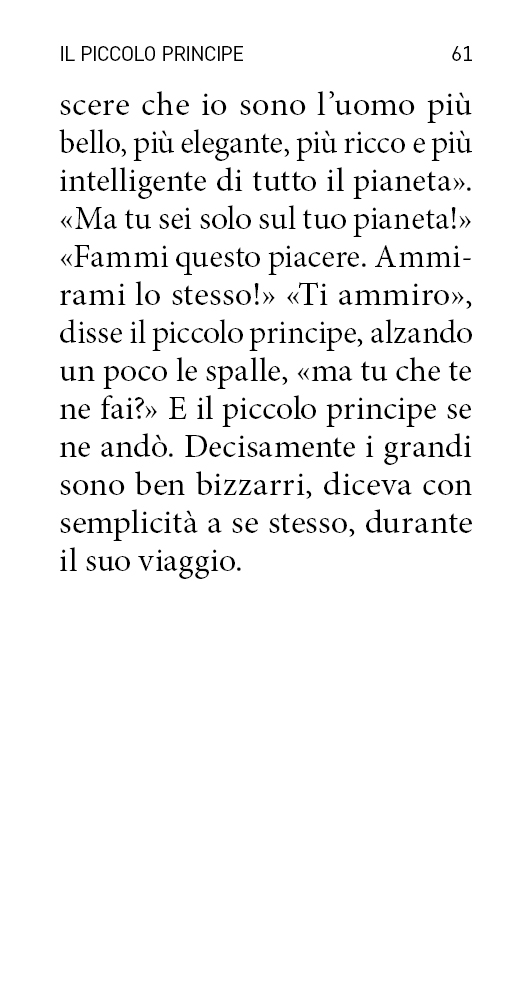 IL PICCOLO PRINCIPE 61
scere che io sono l’uomo più
bello, più elegante, più ricco e più
intelligente di tutto il pianeta».
«Ma tu sei solo sul tuo pianeta!»
«Fammi questo piacere. Ammi-
rami lo stesso!» «Ti ammiro»,
disse il piccolo principe, alzando
un poco le spalle, «ma tu che te
ne fai?» E il piccolo principe se
ne andò. Decisamente i grandi
sono ben bizzarri, diceva con
semplicità a se stesso, durante
il suo viaggio.